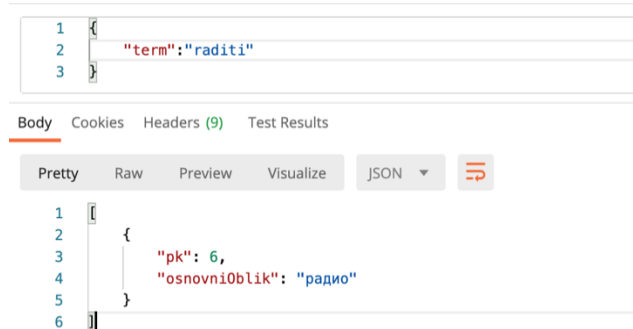 1 {
2 "term":"raditi"
3 }
Body Cookies Headers (9) Test Results
Pretty Raw Preview Visualize JSON
1 [
2 {
3 "pk": 6,
4 "osnovniOblik": "радио"
5 }
6 ]